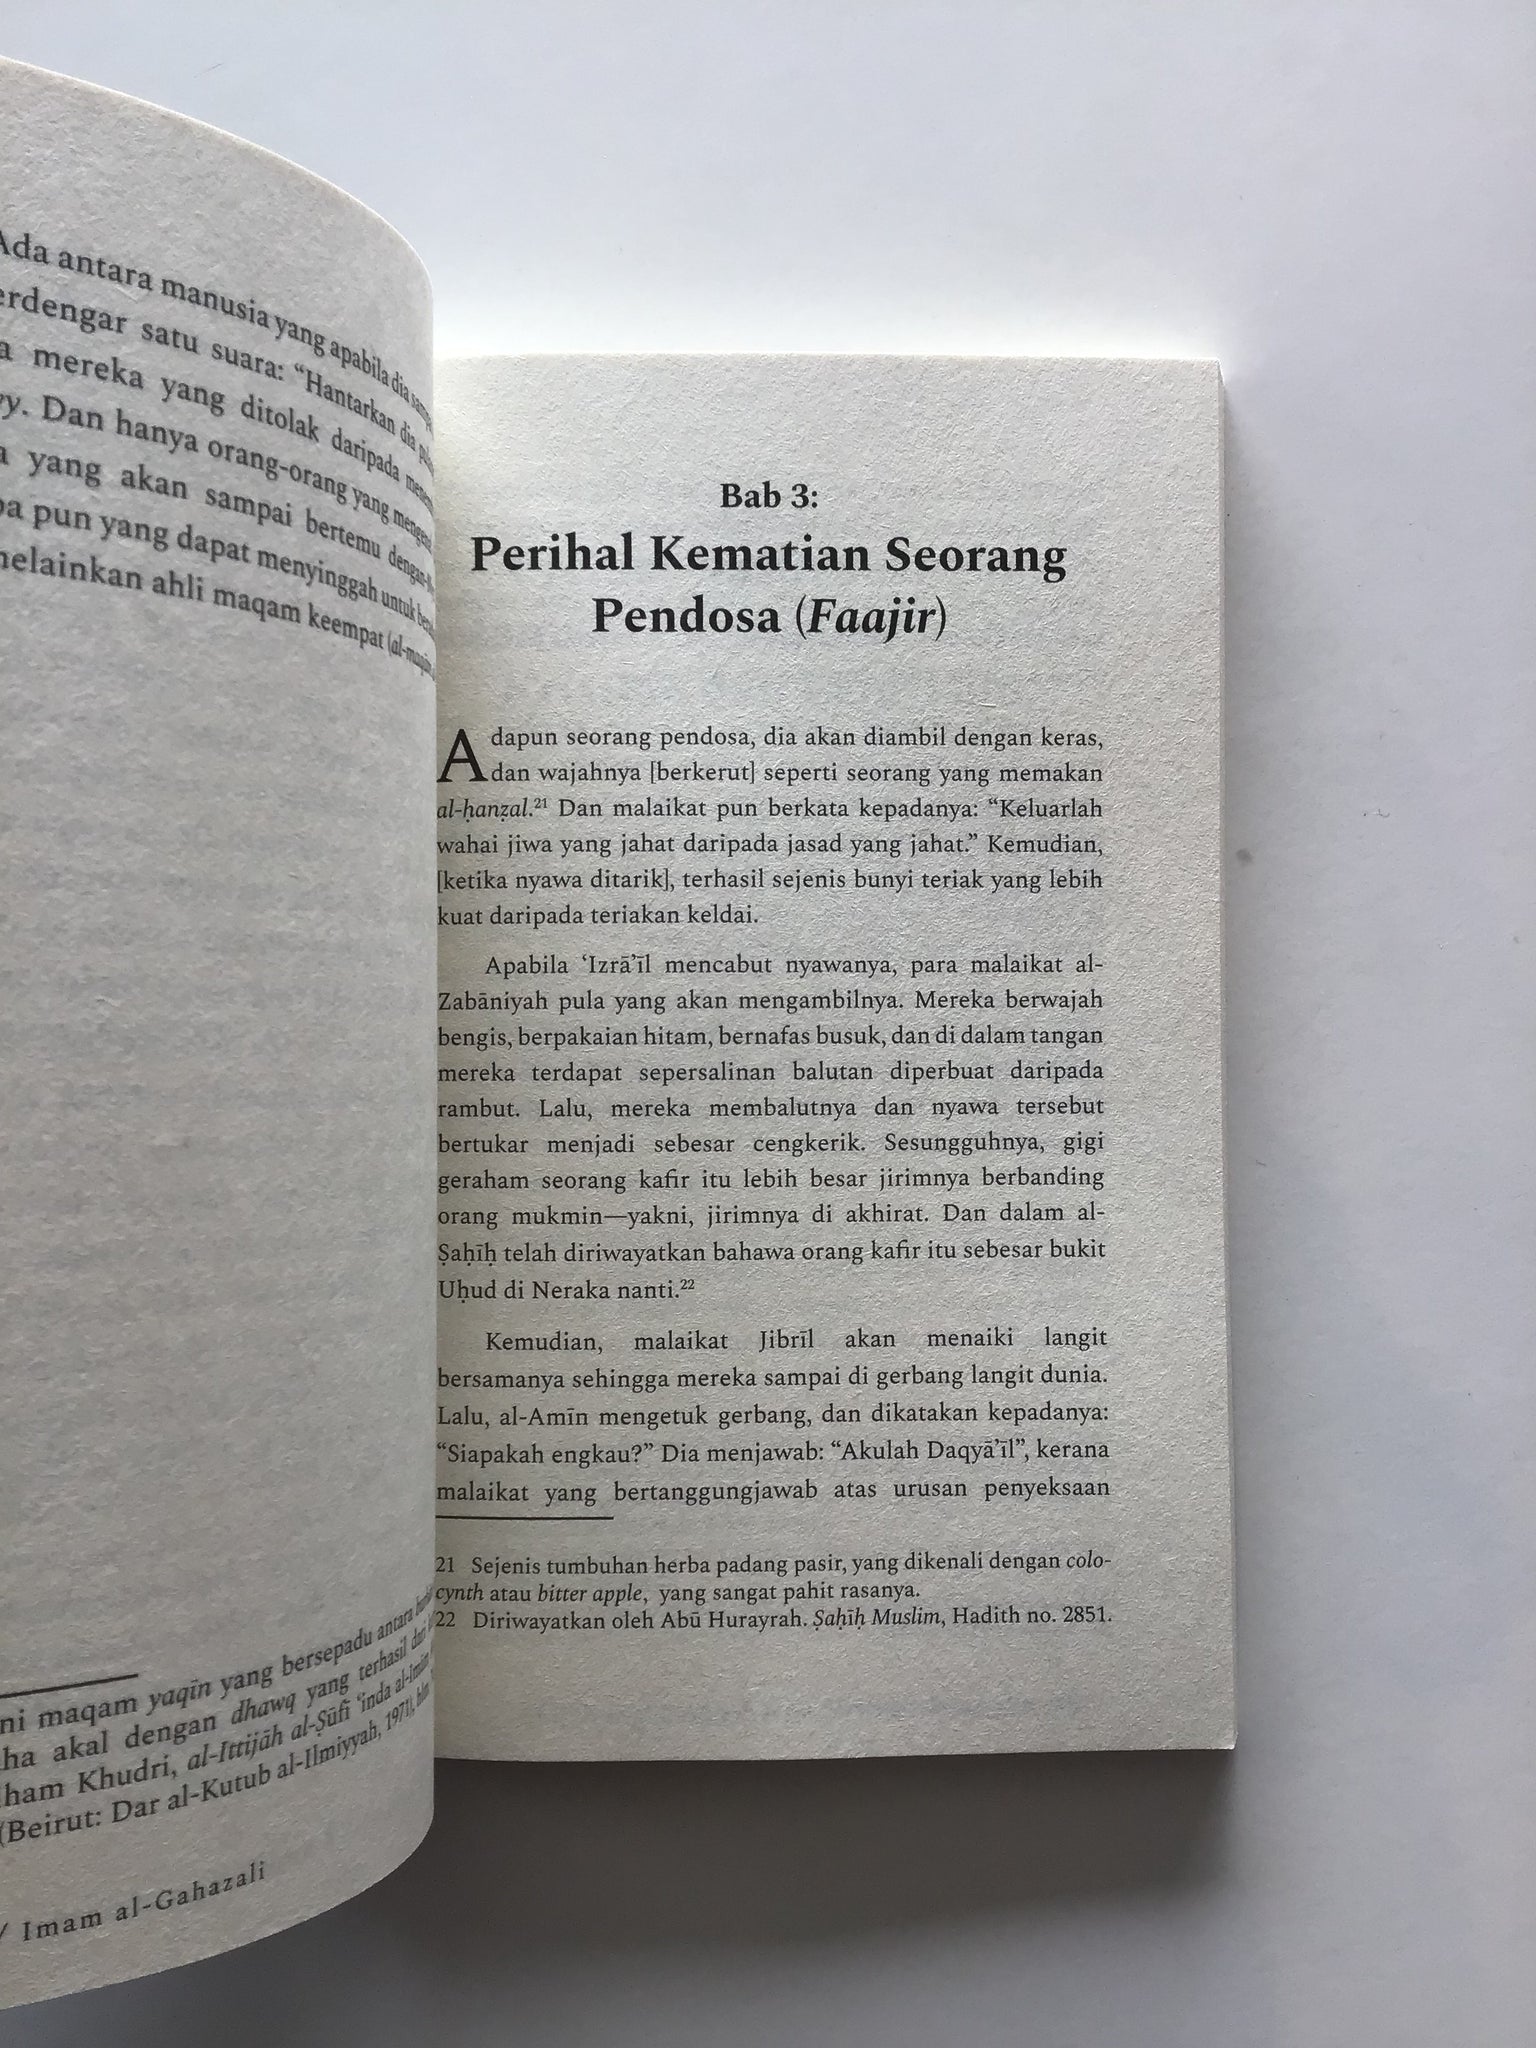 Ada antara manusia yang apabila dia
erdengar satu suara: “Hantarkan dia
mereka yang ditolak daripada
Dan hanya orang-orang yang
yang akan sampai bertemu
pun yang dapat menyinggah untuk
melainkan ahli maqam keempat
ni maqam yaqīn yang bersepadu antara
akal dengan dhawq yang terhasil
ham Khudri, al-Ittijāh al-Ṣūfi ‘inda
(Beirut: Dar al-Kutub al-Ilmiyyah, 1971),
/ Imam al-Gahazali
Bab 3:
Perihal Kematian Seorang
Pendosa (Faajir)
Adapun seorang pendosa, dia akan diambil dengan keras,
dan wajahnya [berkerut] seperti seorang yang memakan
al-ḥanẓal.²¹ Dan malaikat pun berkata kepadanya: “Keluarlah
wahai jiwa yang jahat daripada jasad yang jahat.” Kemudian,
[ketika nyawa ditarik], terhasil sejenis bunyi teriak yang lebih
kuat daripada teriakan keldai.
Apabila ‘Izrā’īl mencabut nyawanya, para malaikat al-
Zabāniyah pula yang akan mengambilnya. Mereka berwajah
bengis, berpakaian hitam, bernafas busuk, dan di dalam tangan
mereka terdapat sepersalinan balutan diperbuat daripada
rambut. Lalu, mereka membalutnya dan nyawa tersebut
bertukar menjadi sebesar cengkerik. Sesungguhnya, gigi
geraham seorang kafir itu lebih besar jirimnya berbanding
orang mukmin—yakni, jirimnya di akhirat. Dan dalam al-
Ṣaḥīḥ telah diriwayatkan bahawa orang kafir itu sebesar bukit
Uḥud di Neraka nanti.²²
Kemudian, malaikat Jibrīl akan menaiki langit
bersamanya sehingga mereka sampai di gerbang langit dunia.
Lalu, al-Amīn mengetuk gerbang, dan dikatakan kepadanya:
“Siapakah engkau?” Dia menjawab: “Akulah Daqyā’īl”, kerana
malaikat yang bertanggungjawab atas urusan penyeksaan
21 Sejenis tumbuhan herba padang pasir, yang dikenali dengan colo-
cynth atau bitter apple, yang sangat pahit rasanya.
22 Diriwayatkan oleh Abū Hurayrah. Ṣaḥīḥ Muslim, Hadith no. 2851.